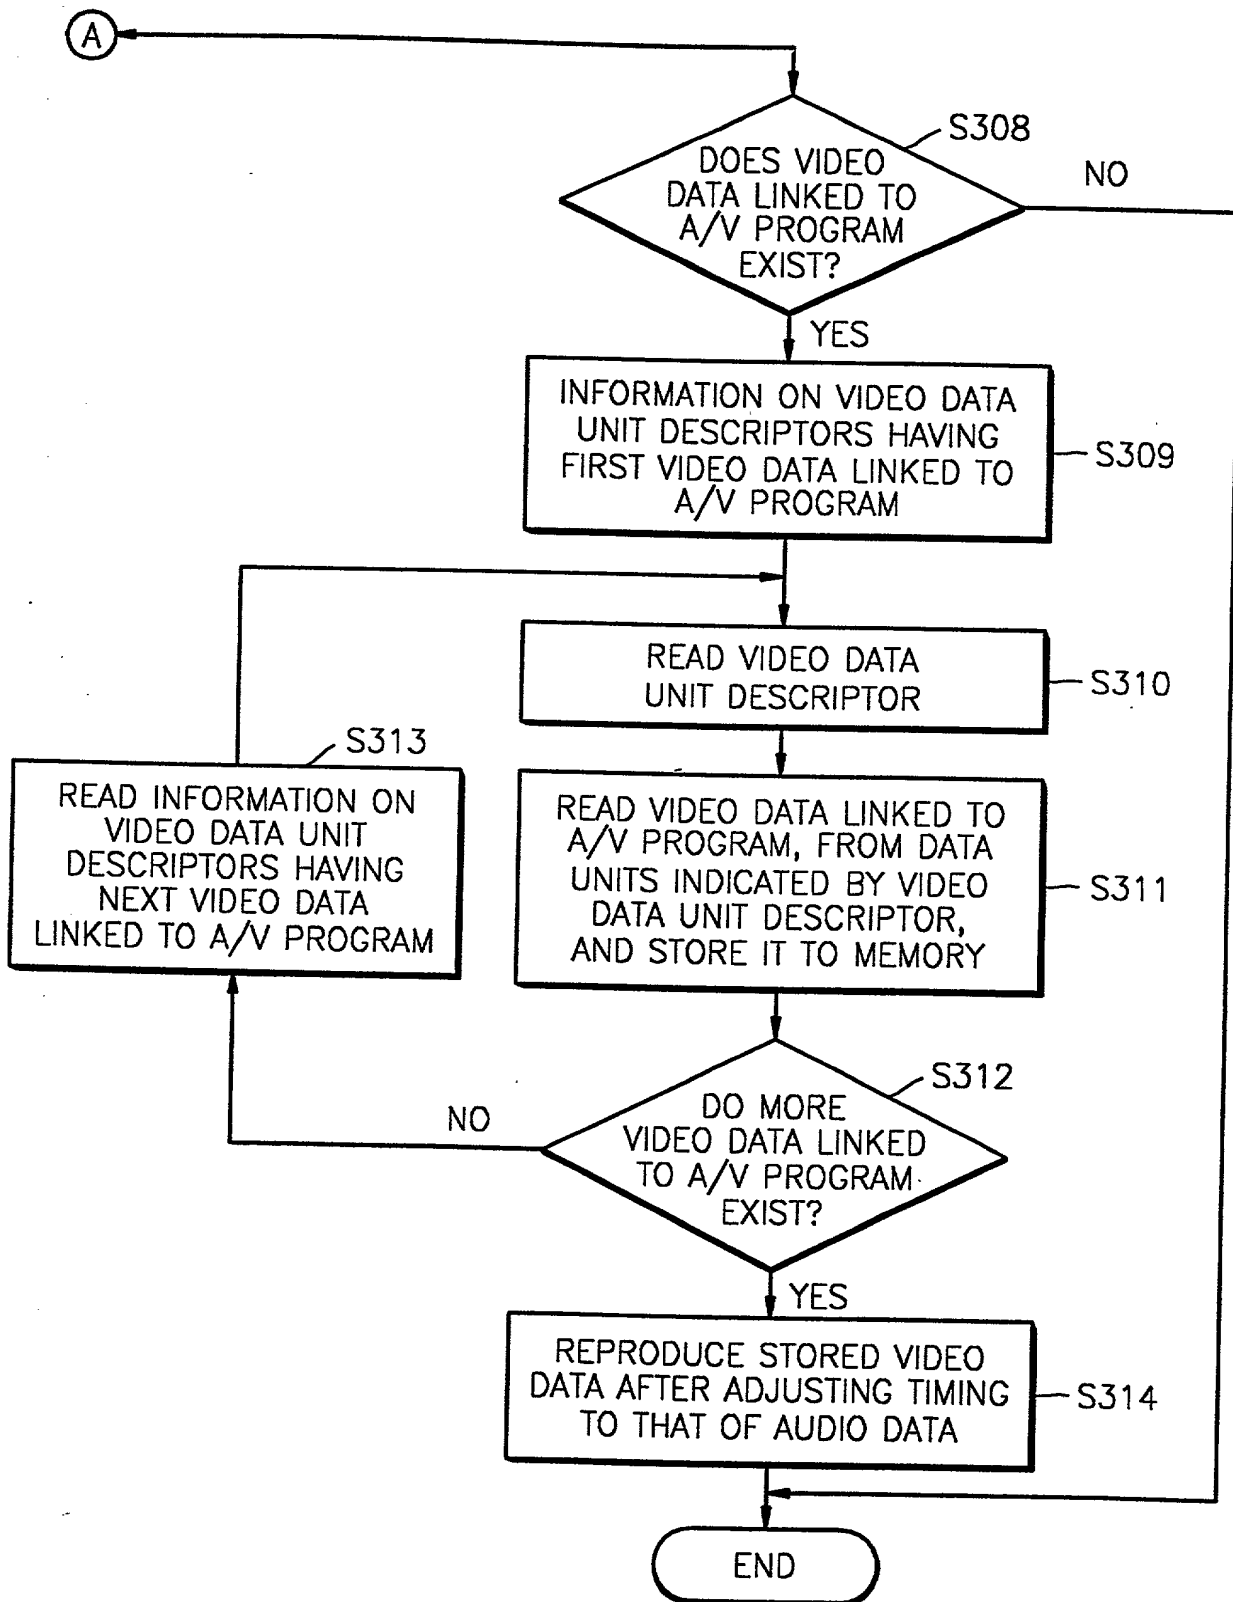 A
S308
DOES VIDEO
DATA LINKED TO
A/V PROGRAM
EXIST?
NO
YES
INFORMATION ON VIDEO DATA
UNIT DESCRIPTORS HAVING
FIRST VIDEO DATA LINKED TO
A/V PROGRAM
S309
READ VIDEO DATA
UNIT DESCRIPTOR
S310
S313
READ INFORMATION ON
VIDEO DATA UNIT
DESCRIPTORS HAVING
NEXT VIDEO DATA
LINKED TO A/V PROGRAM
READ VIDEO DATA LINKED TO
A/V PROGRAM, FROM DATA
UNITS INDICATED BY VIDEO
DATA UNIT DESCRIPTOR,
AND STORE IT TO MEMORY
S311
S312
DO MORE
VIDEO DATA LINKED
TO A/V PROGRAM
EXIST?
NO
YES
REPRODUCE STORED VIDEO
DATA AFTER ADJUSTING TIMING
TO THAT OF AUDIO DATA
S314
END